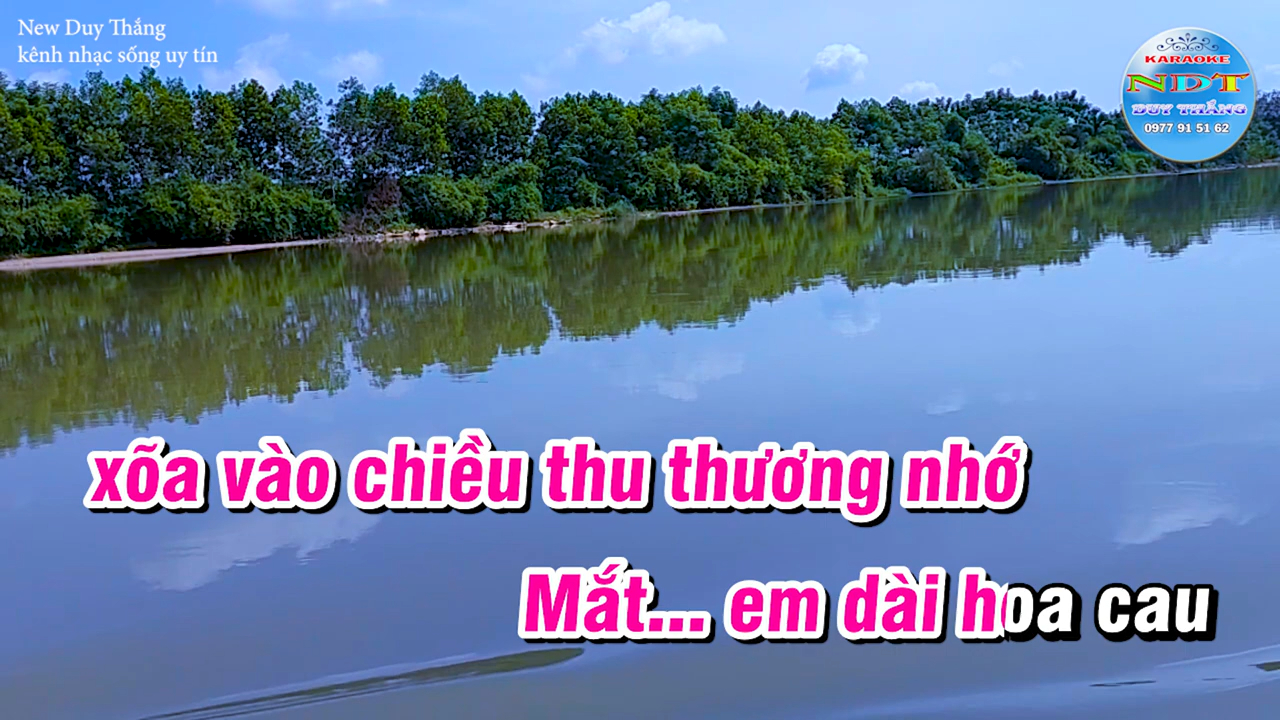 New Duy Thắng
kênh nhạc sống uy tín
KARAOKE
NDT
DUY THẮNG
0977 91 51 62
xõa vào chiều thu thương nhớ
Mắt... em dài hoa cau